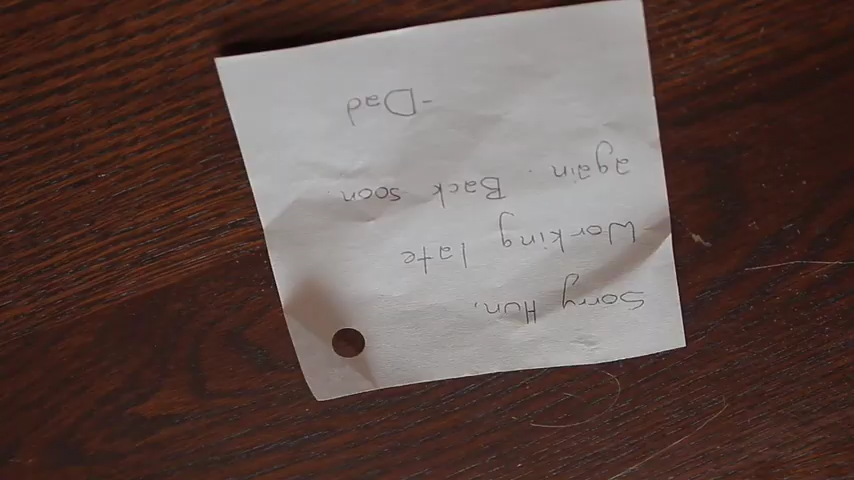 Sorry Hun,
- Working late
again. Back soon.
- Dad